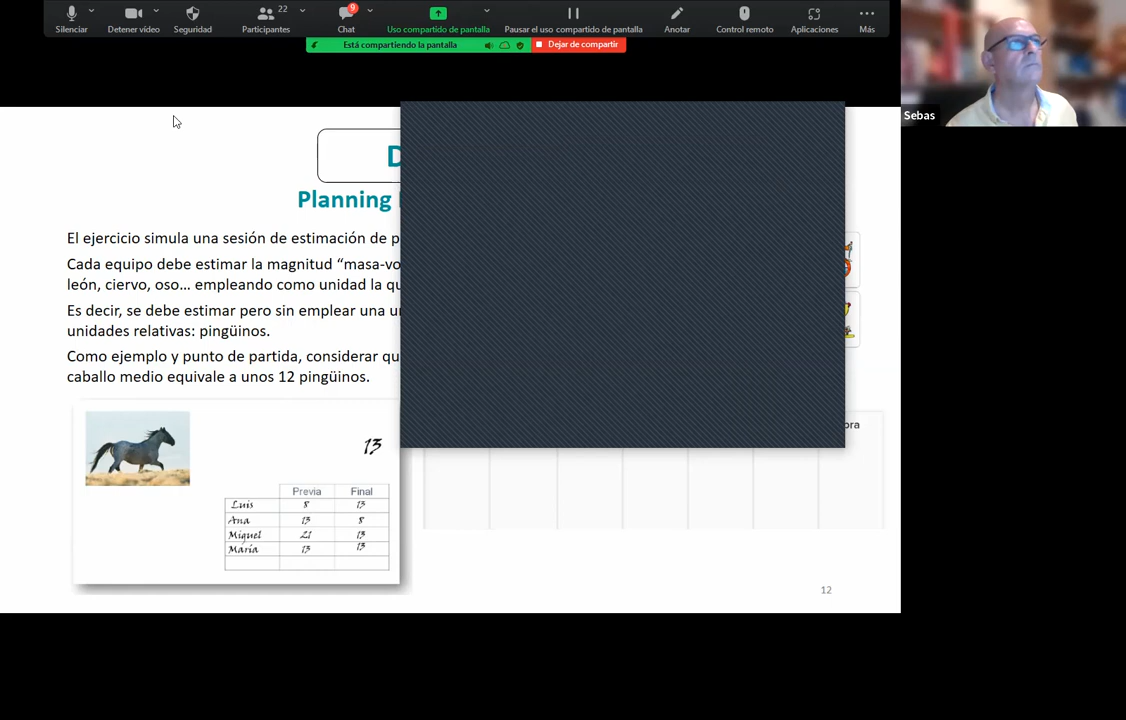 Silenciar
Detener vídeo
Seguridad
22
Participantes
9
Chat
Uso compartido de pantalla
Pausar el uso compartido de pantalla
Anotar
Control remoto
Aplicaciones
Más
Está compartiendo la pantalla
Dejar de compartir
Sebas
D
Planning
El ejercicio simula una sesión de estimación de p
Cada equipo debe estimar la magnitud “masa-vo
león, ciervo, oso... empleando como unidad la qu
Es decir, se debe estimar pero sin emplear una u
unidades relativas: pingüinos.
Como ejemplo y punto de partida, considerar qu
caballo medio equivale a unos 12 pingüinos.
ora
13
Previa Final
Luis 8 13
Ana 13 8
Miguel 21 13
María 13 13
12